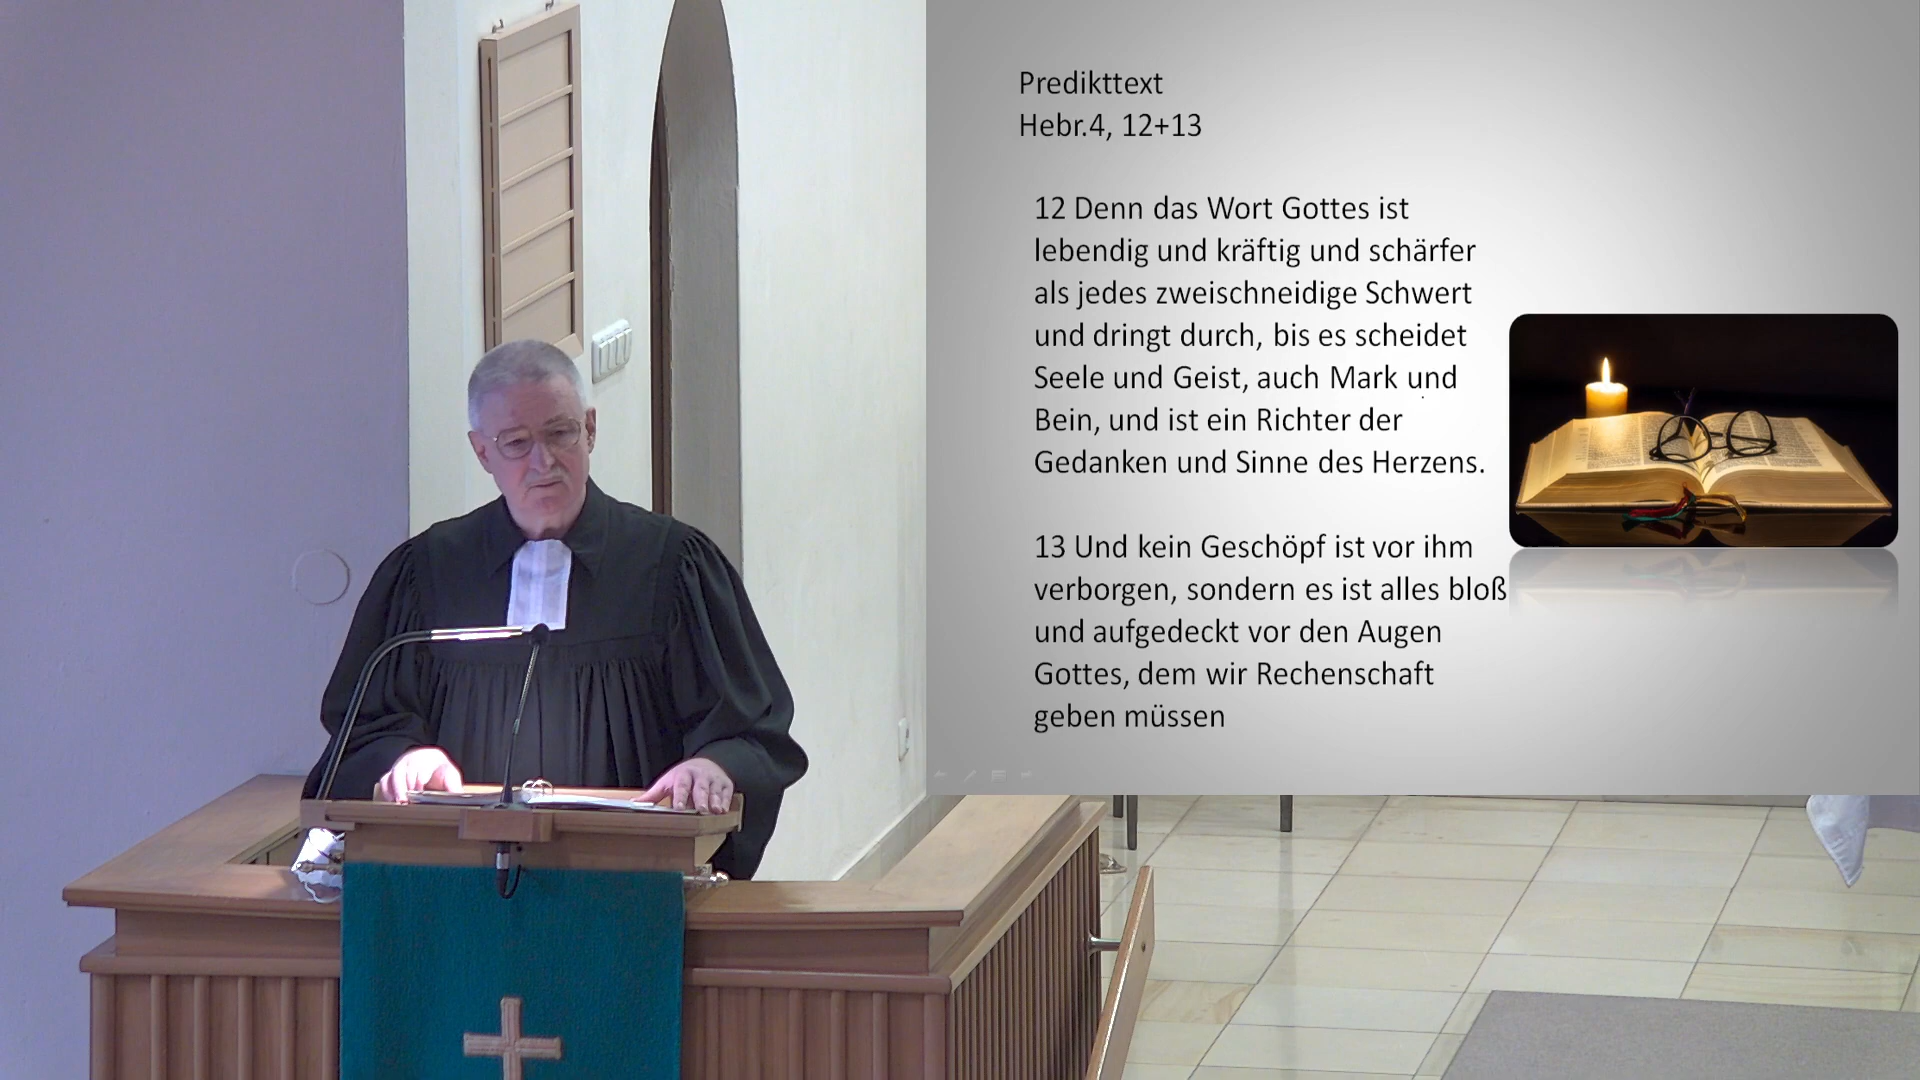 Predikttext
Hebr.4, 12+13
12 Denn das Wort Gottes ist
lebendig und kräftig und schärfer
als jedes zweischneidige Schwert
und dringt durch, bis es scheidet
Seele und Geist, auch Mark und
Bein, und ist ein Richter der
Gedanken und Sinne des Herzens.
13 Und kein Geschöpf ist vor ihm
verborgen, sondern es ist alles bloß
und aufgedeckt vor den Augen
Gottes, dem wir Rechenschaft
geben müssen